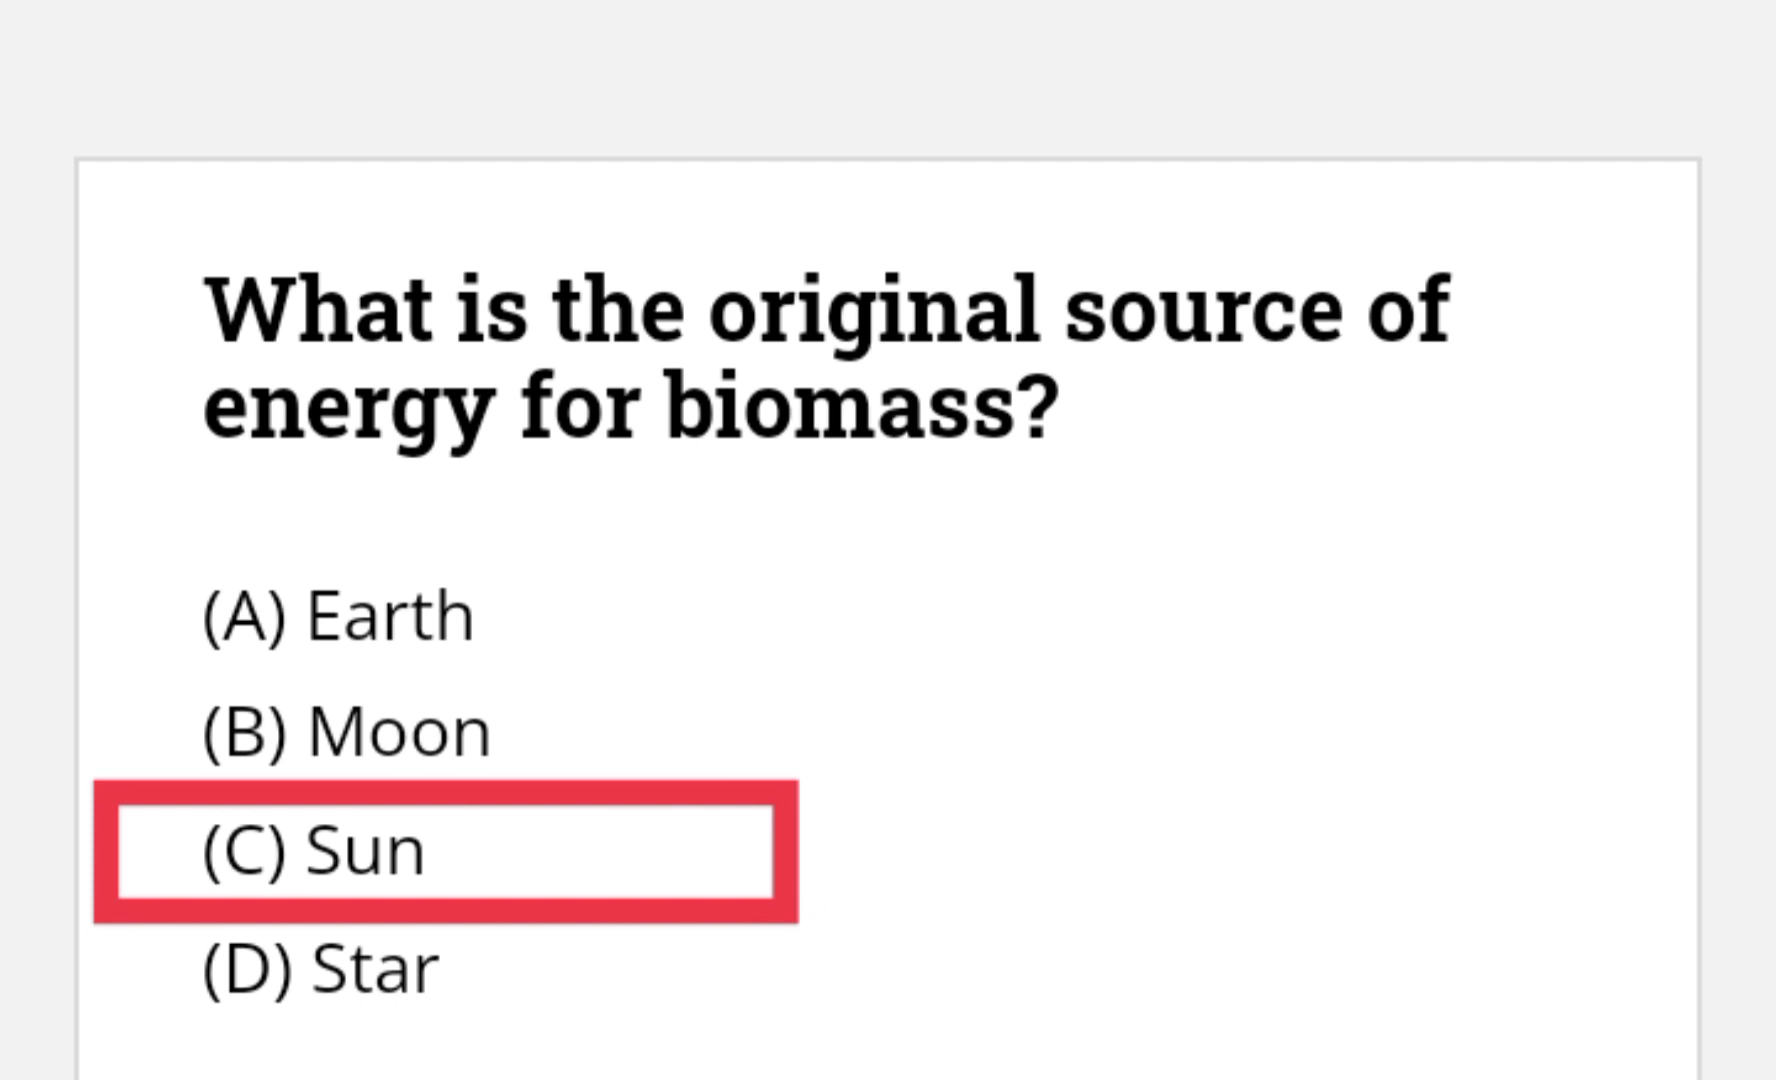 What is the original source of
energy for biomass?
(A) Earth
(B) Moon
(C) Sun
(D) Star